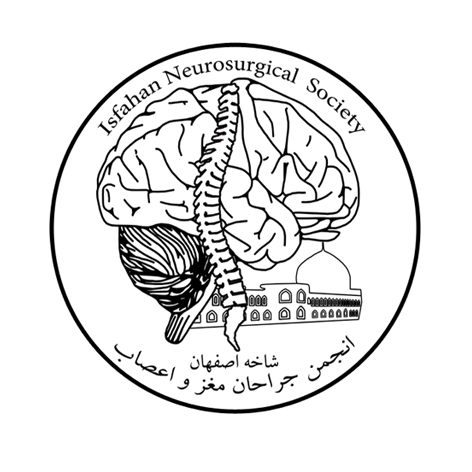 Isfahan Neurosurgical Society
شاخه اصفهان
انجمن جراحان مغز و اعصاب